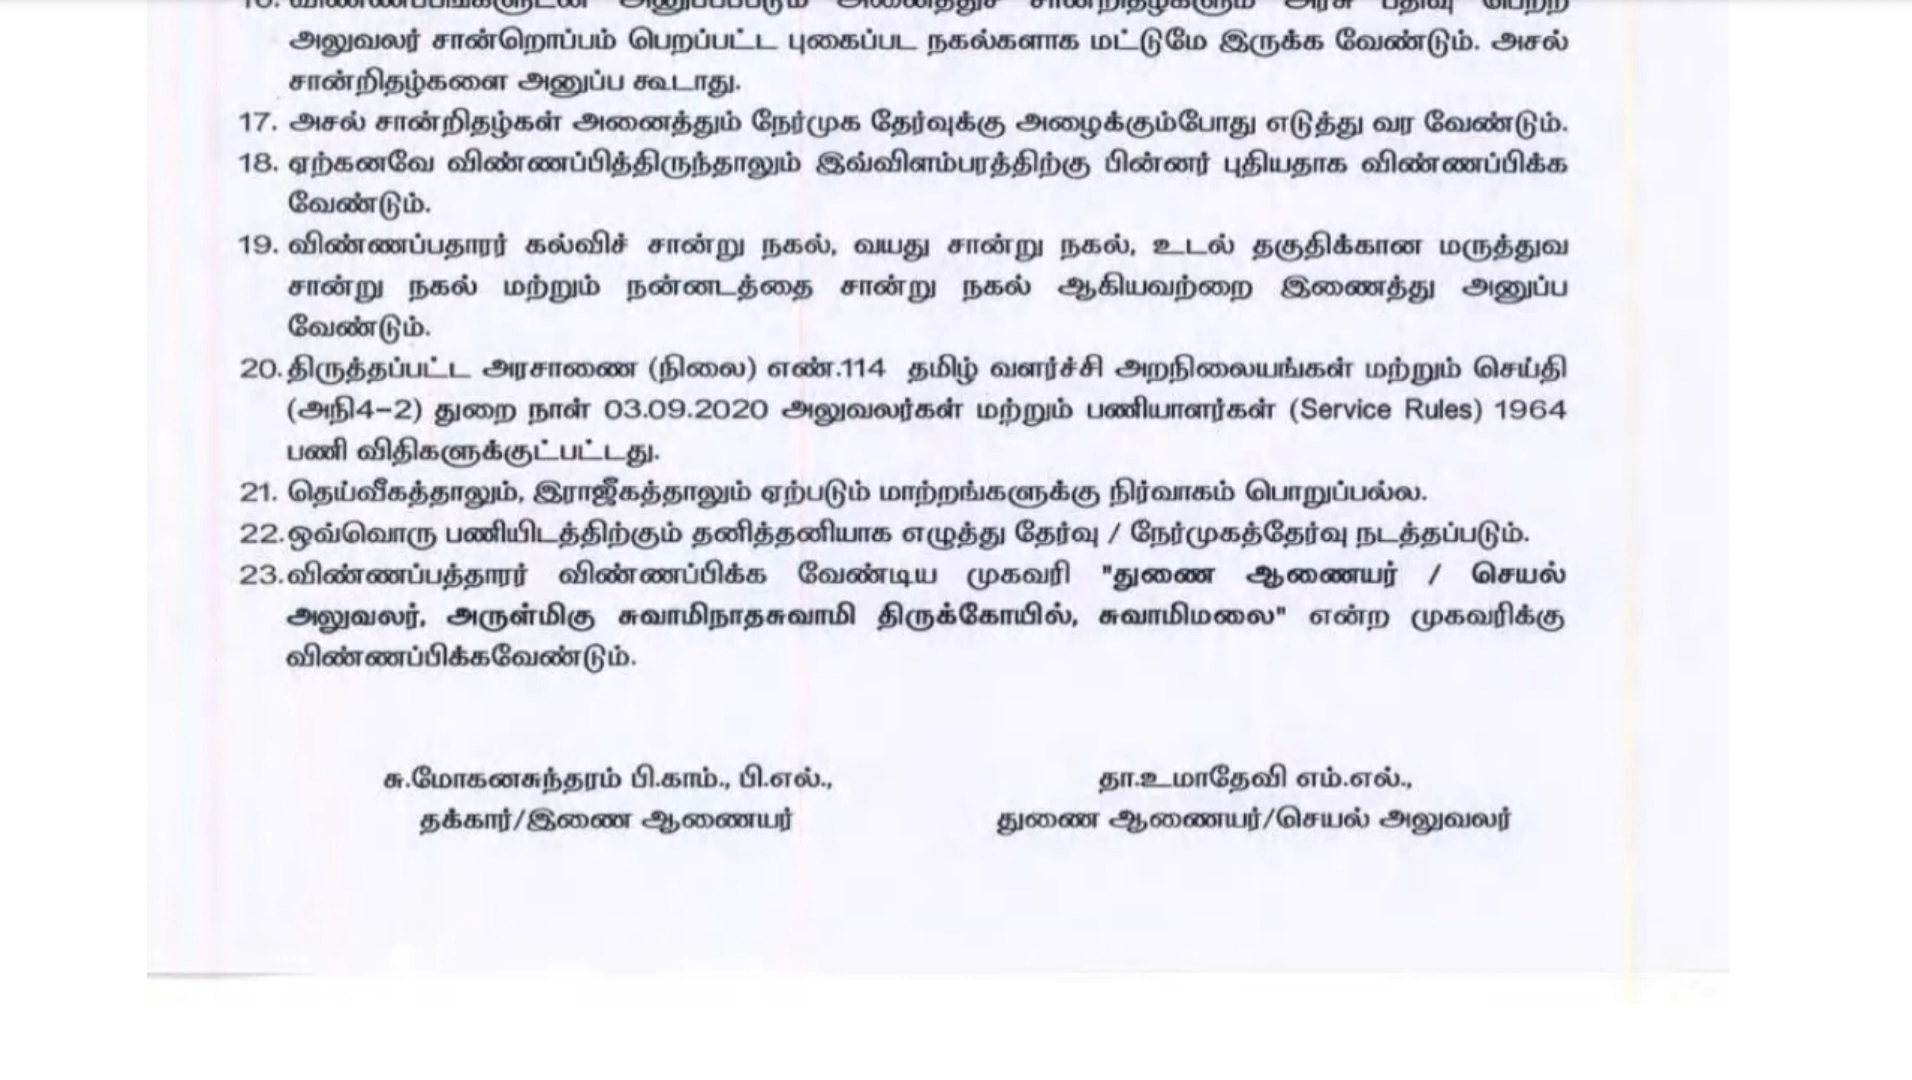 அலுவலர் சான்றொப்பம் பெறப்பட்ட புகைப்பட நகல்களாக மட்டுமே இருக்க வேண்டும். அசல்
சான்றிதழ்களை அனுப்ப கூடாது.
17. அசல் சான்றிதழ்கள் அனைத்தும் நேர்முக தேர்வுக்கு அழைக்கும்போது எடுத்து வர வேண்டும்.
18. ஏற்கனவே விண்ணப்பித்திருந்தாலும் இவ்விளம்பரத்திற்கு பின்னர் புதியதாக விண்ணப்பிக்க
வேண்டும்.
19. விண்ணப்பதாரர் கல்விச் சான்று நகல், வயது சான்று நகல், உடல் தகுதிக்கான மருத்துவ
சான்று நகல் மற்றும் நன்னடத்தை சான்று நகல் ஆகியவற்றை இணைத்து அனுப்ப
வேண்டும்.
20. திருத்தப்பட்ட அரசாணை (நிலை) எண்.114 தமிழ் வளர்ச்சி அறநிலையங்கள் மற்றும் செய்தி
(அநி4-2) துறை நாள் 03.09.2020 அலுவலர்கள் மற்றும் பணியாளர்கள் (Service Rules) 1964
பணி விதிகளுக்குட்பட்டது.
21. தெய்வீகத்தாலும், இராஜீகத்தாலும் ஏற்படும் மாற்றங்களுக்கு நிர்வாகம் பொறுப்பல்ல.
22. ஒவ்வொரு பணியிடத்திற்கும் தனித்தனியாக எழுத்து தேர்வு / நேர்முகத்தேர்வு நடத்தப்படும்.
23. விண்ணப்பத்தாரர் விண்ணப்பிக்க வேண்டிய முகவரி "துணை ஆணையர் / செயல்
அலுவலர், அருள்மிகு சுவாமிநாதசுவாமி திருக்கோயில், சுவாமிமலை" என்ற முகவரிக்கு
விண்ணப்பிக்கவேண்டும்.
சு.மோகனசுந்தரம் பி.காம்., பி.எல்., தா.உமாதேவி எம்.எல்.,
தக்கார்/இணை ஆணையர் துணை ஆணையர்/செயல் அலுவலர்